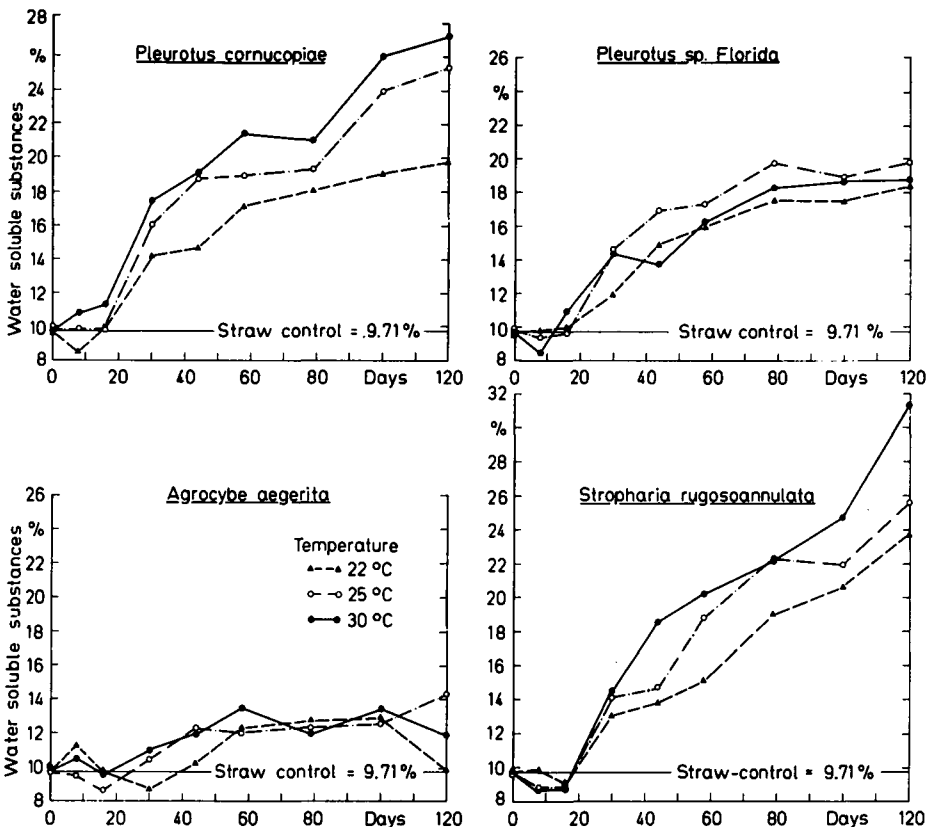 Pleurotus cornucopiae
Water soluble substances
28
%
24
22
20
18
16
14
12
10
8
Straw control = .9.71 %
0 20 40 60 80 Days 120
Pleurotus sp. Florida
26
%
22
20
18
16
14
12
10
8
Straw control = 9.71 %
0 20 40 60 80 Days 120
Agrocybe aegerita
Water soluble substances
26
%
22
20
18
16
14
12
10
8
Temperature
22 °C
25 °C
30 °C
Straw control = 9.71 %
0 20 40 60 80 Days 120
Stropharia rugosoannulata
32
%
28
26
24
22
20
18
16
14
12
10
8
Straw-control = 9.71 %
0 20 40 60 80 Days 120